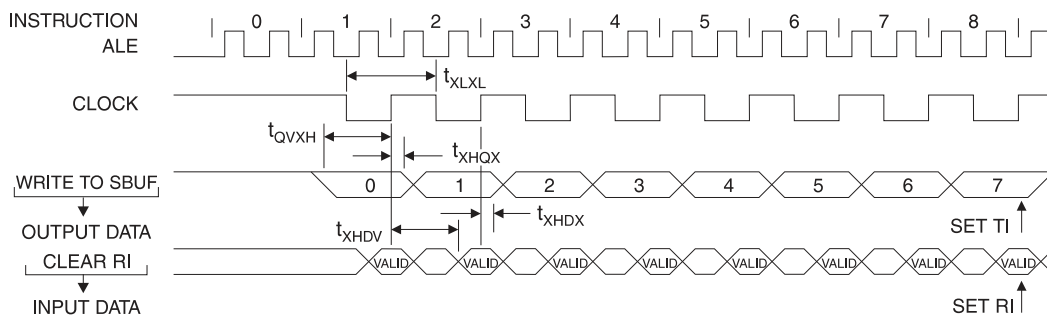 INSTRUCTION 0 1 2 3 4 5 6 7 8
ALE
tXLXL
CLOCK
tQVXH
tXHQX
WRITE TO SBUF 0 1 2 3 4 5 6 7
tXHDX
OUTPUT DATA SET TI
tXHDV
CLEAR RI VALID VALID VALID VALID VALID VALID VALID VALID
INPUT DATA SET RI